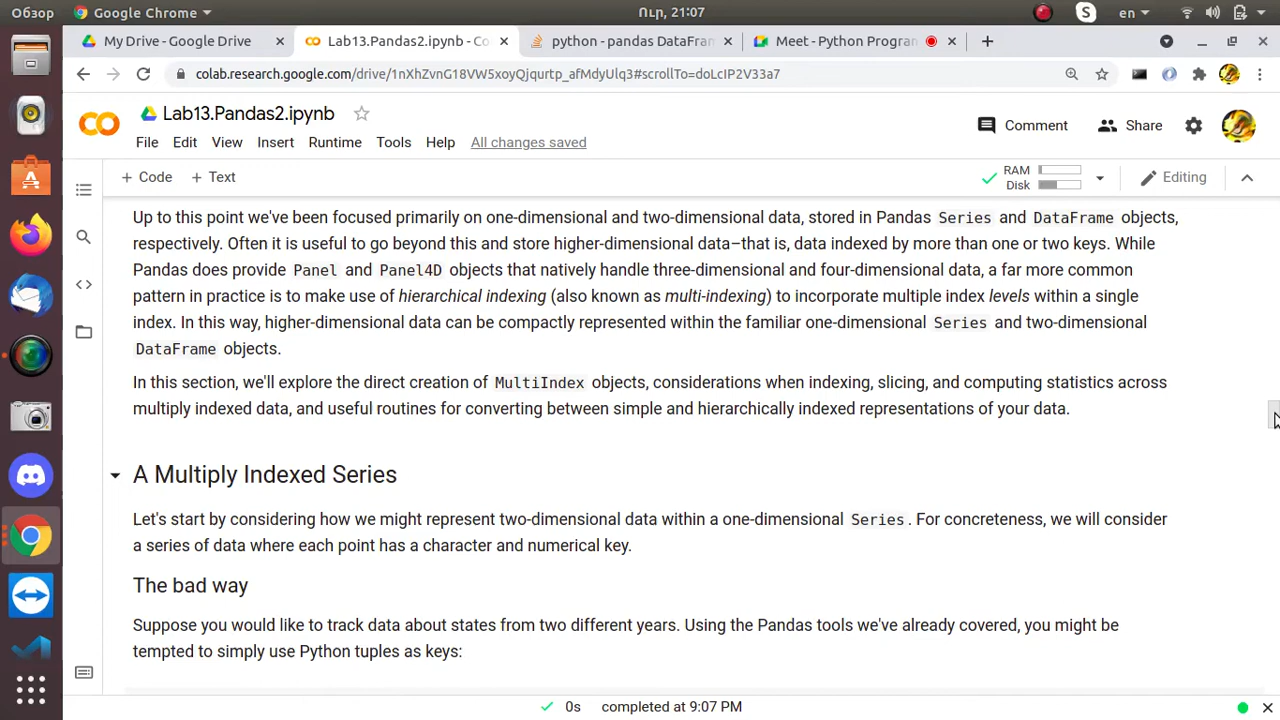 Обзор
Google Chrome
Ուր, 21:07
en
My Drive - Google Drive
Lab13.Pandas2.ipynb - Co
python - pandas DataFran
Meet - Python Progran
colab.research.google.com/drive/1nXhZvnG18VW5xoyQjqurtp_afMdyUlq3#scrollTo=doLcIP2V33a7
Lab13.Pandas2.ipynb
Comment
Share
File Edit View Insert Runtime Tools Help All changes saved
+ Code + Text
RAM
Disk
Editing
Up to this point we've been focused primarily on one-dimensional and two-dimensional data, stored in Pandas Series and DataFrame objects,
respectively. Often it is useful to go beyond this and store higher-dimensional data–that is, data indexed by more than one or two keys. While
Pandas does provide Panel and Panel4D objects that natively handle three-dimensional and four-dimensional data, a far more common
pattern in practice is to make use of hierarchical indexing (also known as multi-indexing) to incorporate multiple index levels within a single
index. In this way, higher-dimensional data can be compactly represented within the familiar one-dimensional Series and two-dimensional
DataFrame objects.
In this section, we'll explore the direct creation of MultiIndex objects, considerations when indexing, slicing, and computing statistics across
multiply indexed data, and useful routines for converting between simple and hierarchically indexed representations of your data.
A Multiply Indexed Series
Let's start by considering how we might represent two-dimensional data within a one-dimensional Series. For concreteness, we will consider
a series of data where each point has a character and numerical key.
The bad way
Suppose you would like to track data about states from two different years. Using the Pandas tools we've already covered, you might be
tempted to simply use Python tuples as keys:
0s completed at 9:07 PM